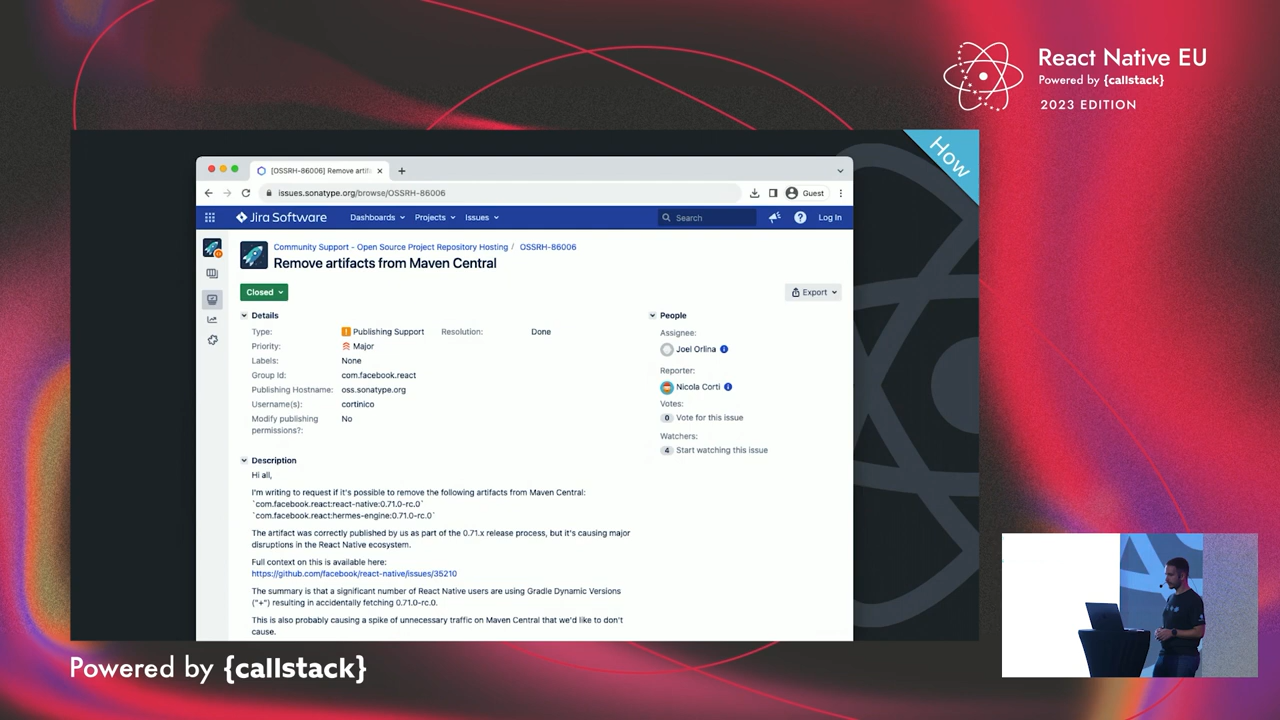 React Native EU
Powered by {callstack}
2023 EDITION
How
[OSSRH-86006] Remove artif
issues.sonatype.org/browse/OSSRH-86006
Guest
Jira Software
Dashboards
Projects
Issues
Search
Log In
Community Support - Open Source Project Repository Hosting / OSSRH-86006
Remove artifacts from Maven Central
Closed
Export
Details
Type: Publishing Support
Resolution: Done
Priority: Major
Labels: None
Group Id: com.facebook.react
Publishing Hostname: oss.sonatype.org
Username(s): cortinico
Modify publishing permissions?: No
People
Assignee:
Joel Orlina
Reporter:
Nicola Corti
Votes:
0 Vote for this issue
Watchers:
4 Start watching this issue
Description
Hi all,
I'm writing to request if it's possible to remove the following artifacts from Maven Central:
`com.facebook.react:react-native:0.71.0-rc.0`
`com.facebook.react:hermes-engine:0.71.0-rc.0`
The artifact was correctly published by us as part of the 0.71.x release process, but it's causing major
disruptions in the React Native ecosystem.
Full context on this is available here:
https://github.com/facebook/react-native/issues/35210
The summary is that a significant number of React Native users are using Gradle Dynamic Versions
("+") resulting in accidentally fetching 0.71.0-rc.0.
This is also probably causing a spike of unnecessary traffic on Maven Central that we'd like to don't
cause.
Powered by {callstack}